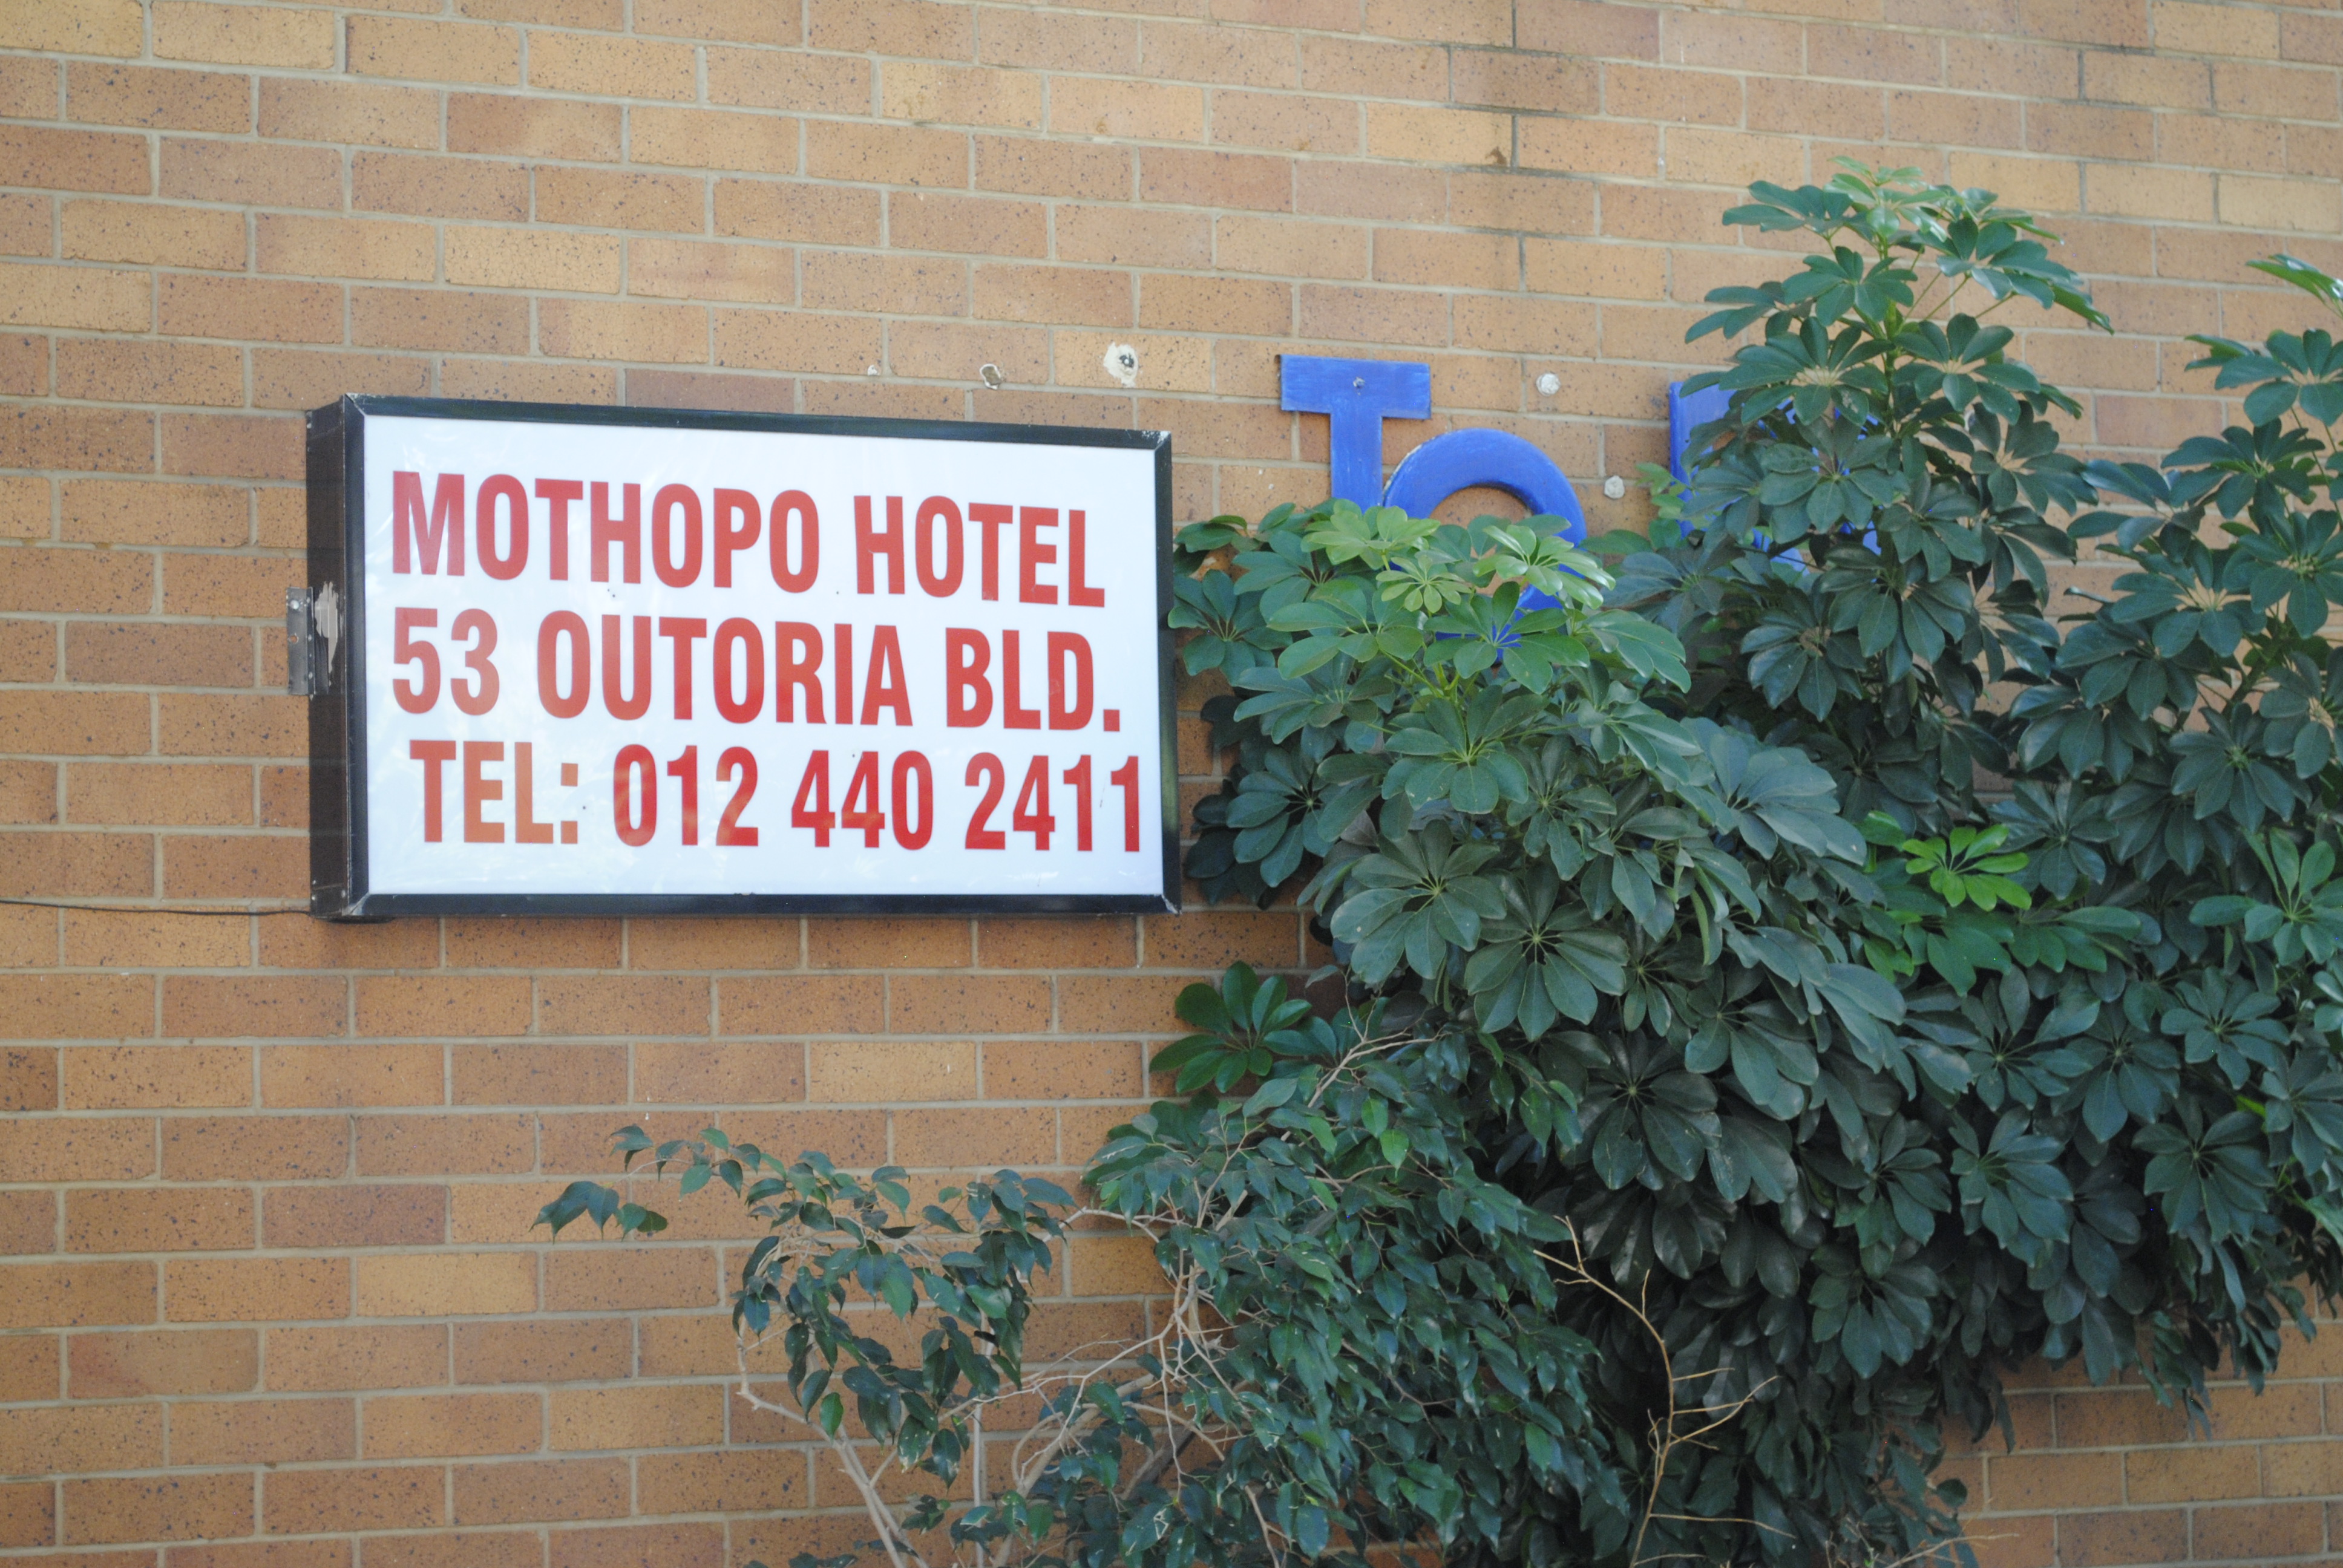 MOTHOPO HOTEL
53 OUTORIA BLD.
TEL: 012 440 2411